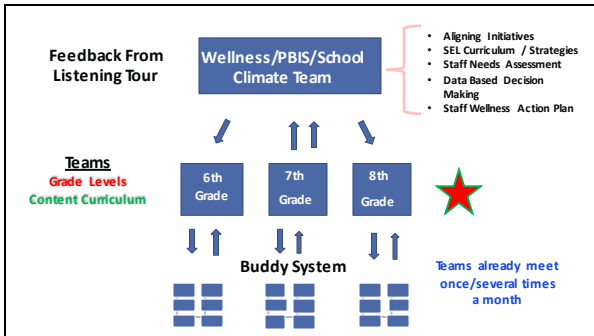 Feedback From
Listening Tour
Wellness/PBIS/School
Climate Team
• Aligning Initiatives
• SEL Curriculum / Strategies
• Staff Needs Assessment
• Data Based Decision
Making
• Staff Wellness Action Plan
Teams
Grade Levels
Content Curriculum
6th
Grade
7th
Grade
8th
Grade
Buddy System
Teams already meet
once/several times
a month